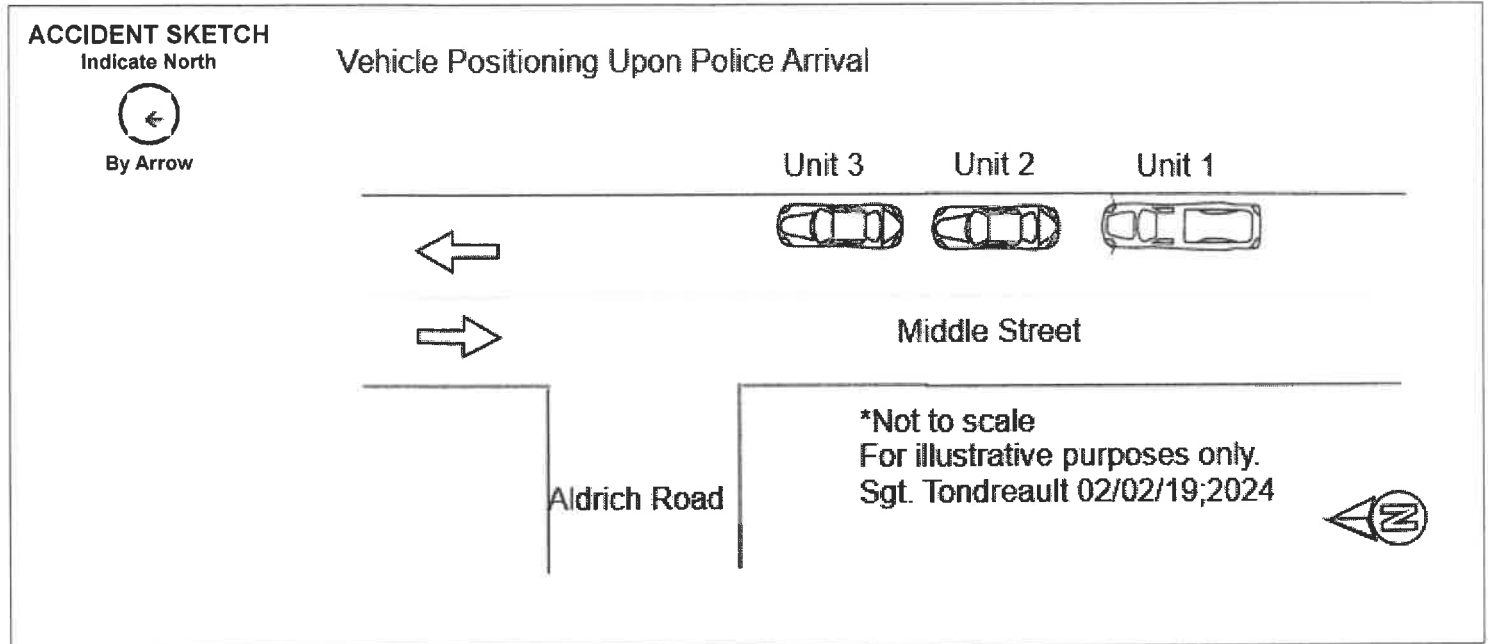 ACCIDENT SKETCH
Indicate North
By Arrow
Vehicle Positioning Upon Police Arrival
Unit 3 Unit 2 Unit 1
Middle Street
Aldrich Road
*Not to scale
For illustrative purposes only.
Sgt. Tondreault 02/02/19;2024
N